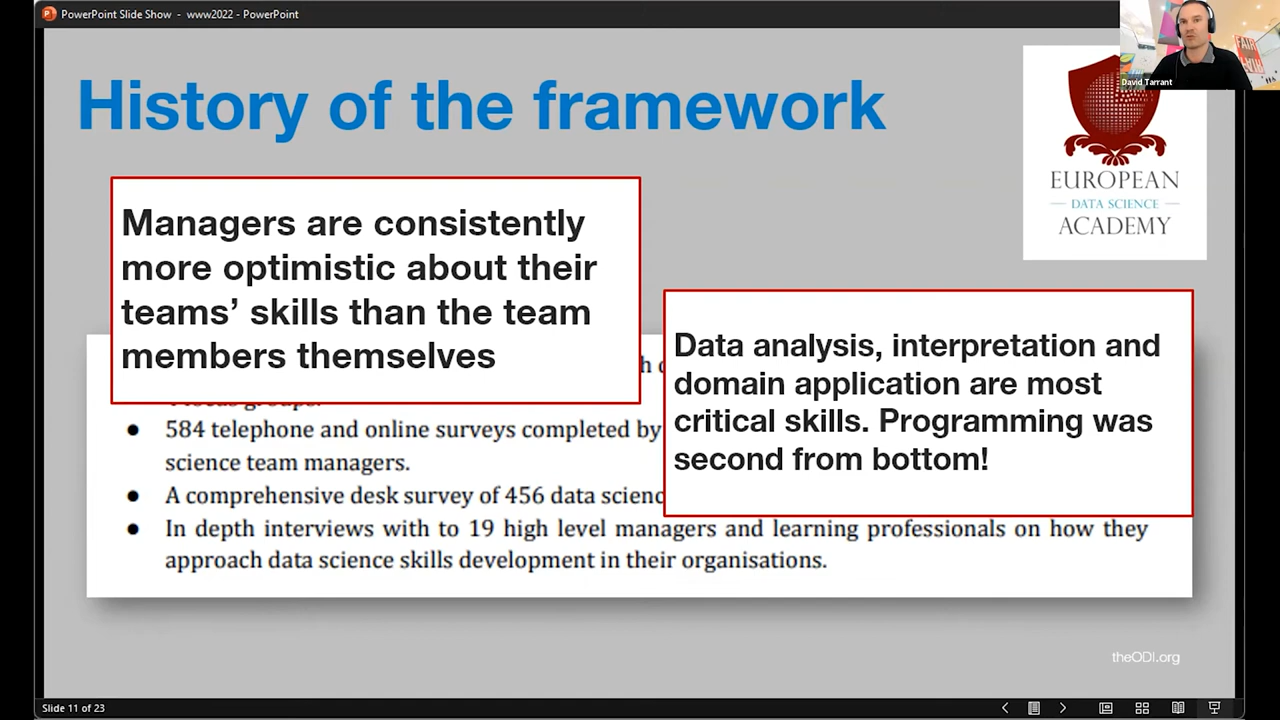 PowerPoint Slide Show - www2022 - PowerPoint
David Tarrant
History of the framework
EUROPEAN
DATA SCIENCE
ACADEMY
Managers are consistently
more optimistic about their
teams’ skills than the team
members themselves
Data analysis, interpretation and
domain application are most
critical skills. Programming was
second from bottom!
● 584 telephone and online surveys completed by
science team managers.
● A comprehensive desk survey of 456 data scienc
● In depth interviews with to 19 high level managers and learning professionals on how they
approach data science skills development in their organisations.
theODI.org
Slide 11 of 23